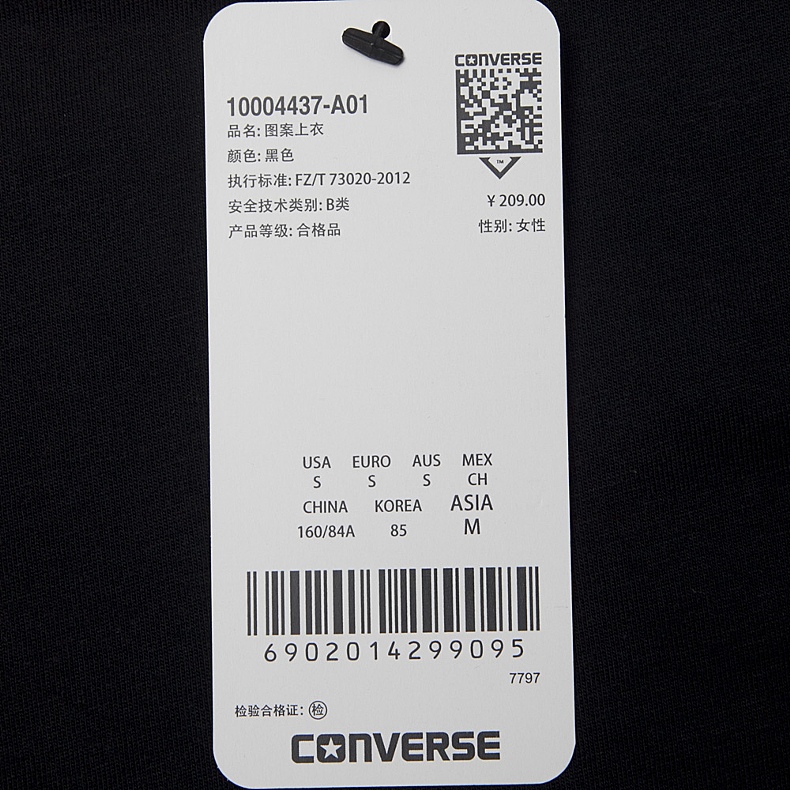 CONVERSE
10004437-A01
品名: 图案上衣
颜色: 黑色
执行标准: FZ/T 73020-2012
安全技术类别: B类
产品等级: 合格品
TM
¥ 209.00
性别: 女性
USA EURO AUS MEX
S S S CH
CHINA KOREA ASIA
160/84A 85 M
6902014299095
7797
检验合格证: 检
CONVERSE